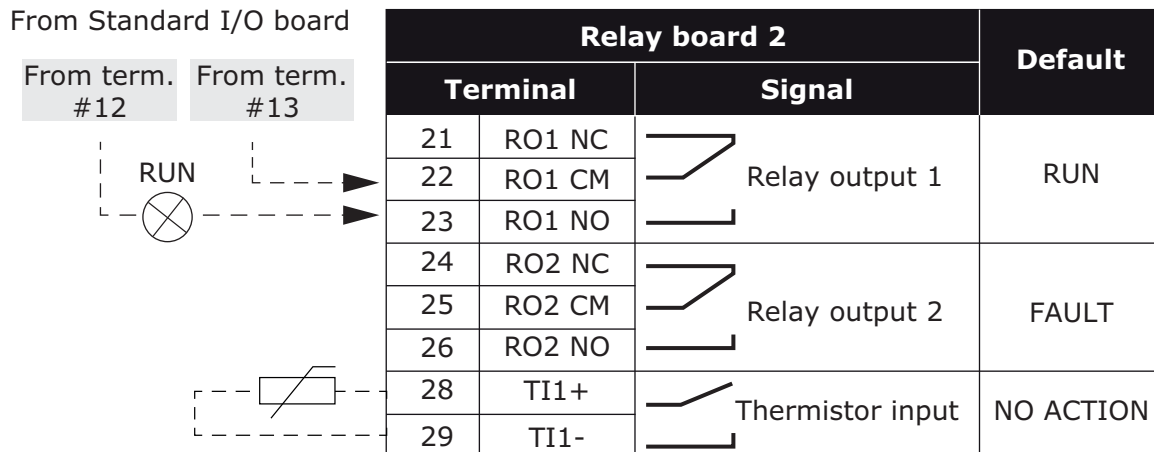 From Standard I/O board
From term. #12
From term. #13
RUN
Relay board 2
Default
Terminal
Signal
21 RO1 NC
22 RO1 CM
23 RO1 NO
Relay output 1
RUN
24 RO2 NC
25 RO2 CM
26 RO2 NO
Relay output 2
FAULT
28 TI1+
29 TI1-
Thermistor input
NO ACTION